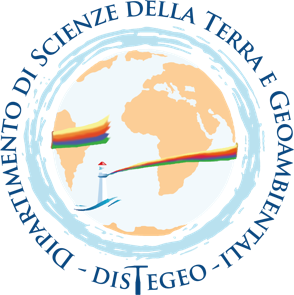 DIPARTIMENTO DI SCIENZE DELLA TERRA E GEOAMBIENTALI
- DISTEGEO -